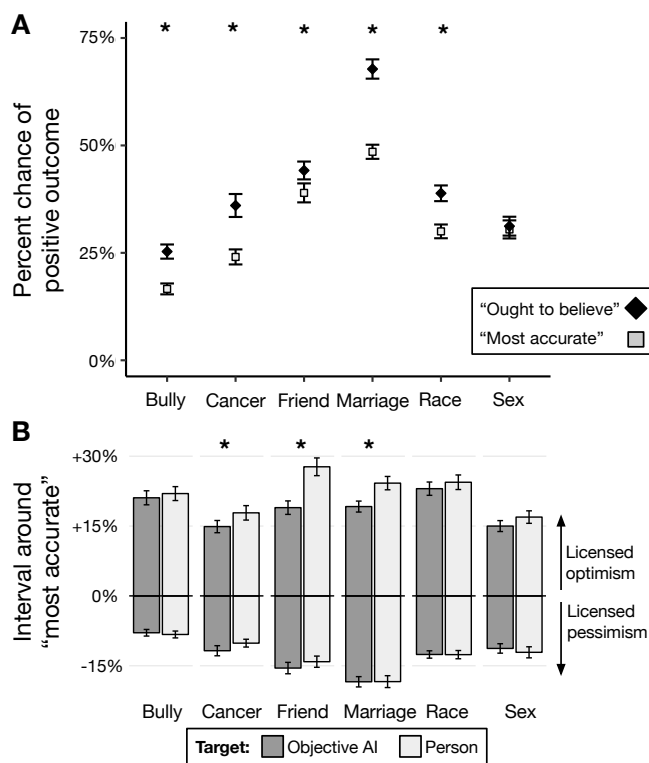 A
* * * * *
75%
50%
25%
0%
Percent chance of
positive outcome
“Ought to believe”
“Most accurate”
Bully Cancer Friend Marriage Race Sex
B
* * *
+30%
+15%
0%
-15%
Interval around
“most accurate”
Licensed
optimism
Licensed
pessimism
Bully Cancer Friend Marriage Race Sex
Target: Objective AI Person